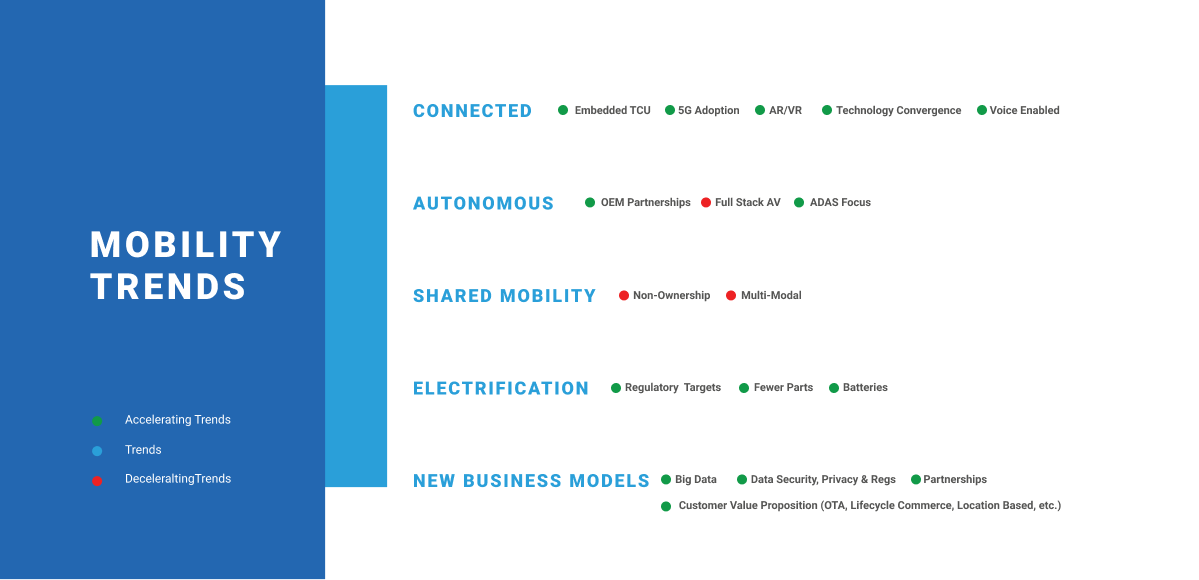 MOBILITY
TRENDS
Accelerating Trends
Trends
DeceleraltingTrends
CONNECTED Embedded TCU 5G Adoption AR/VR Technology Convergence Voice Enabled
AUTONOMOUS OEM Partnerships Full Stack AV ADAS Focus
SHARED MOBILITY Non-Ownership Multi-Modal
ELECTRIFICATION Regulatory Targets Fewer Parts Batteries
NEW BUSINESS MODELS Big Data Data Security, Privacy & Regs Partnerships
Customer Value Proposition (OTA, Lifecycle Commerce, Location Based, etc.)